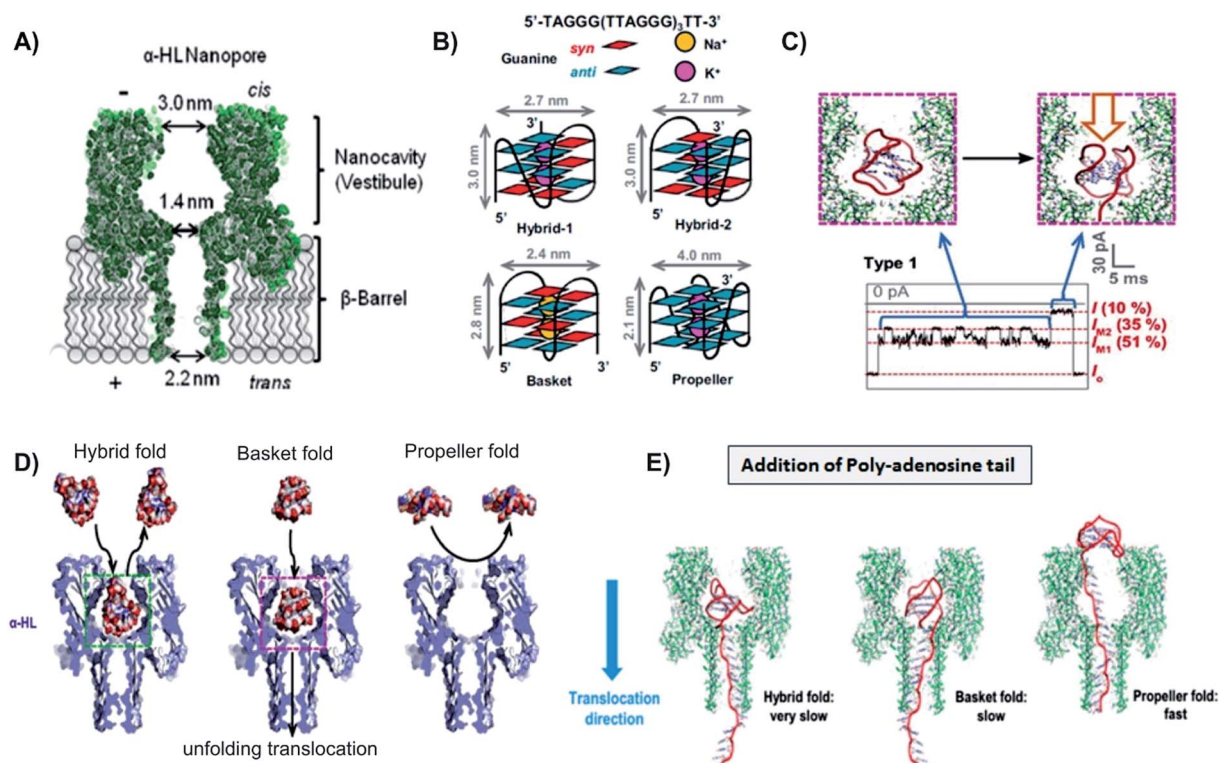 A)
α-HL Nanopore
-
cis
3.0 nm
Nanocavity
(Vestibule)
1.4 nm
β-Barrel
+
2.2 nm
trans
B)
5'-TAGGG(TTAGGG)₃TT-3'
Guanine
syn
anti
Na⁺
K⁺
2.7 nm
3.0 nm
3'
5'
Hybrid-1
2.7 nm
3.0 nm
3'
5'
Hybrid-2
2.4 nm
2.8 nm
5'
3'
Basket
4.0 nm
2.1 nm
3'
5'
Propeller
C)
30 pA
5 ms
Type 1
0 pA
I (10 %)
I_M2 (35 %)
I_M1 (51 %)
I_o
D)
Hybrid fold
Basket fold
Propeller fold
α-HL
unfolding translocation
E)
Addition of Poly-adenosine tail
Translocation
direction
Hybrid fold:
very slow
Basket fold:
slow
Propeller fold:
fast